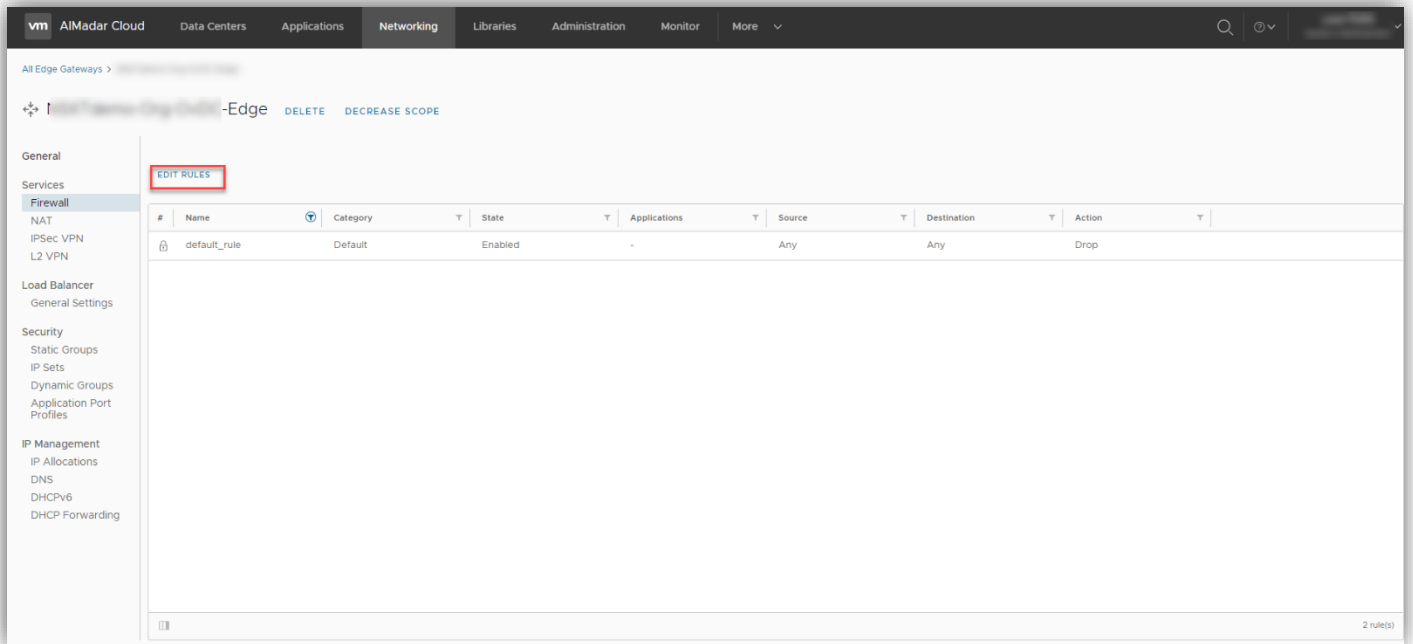 vm AlMadar Cloud Data Centers Applications Networking Libraries Administration Monitor More
All Edge Gateways >
-Edge DELETE DECREASE SCOPE
General
Services
Firewall
NAT
IPSec VPN
L2 VPN
Load Balancer
General Settings
Security
Static Groups
IP Sets
Dynamic Groups
Application Port
Profiles
IP Management
IP Allocations
DNS
DHCPv6
DHCP Forwarding
EDIT RULES
# Name Category State Applications Source Destination Action
default_rule Default Enabled - Any Any Drop
2 rule(s)